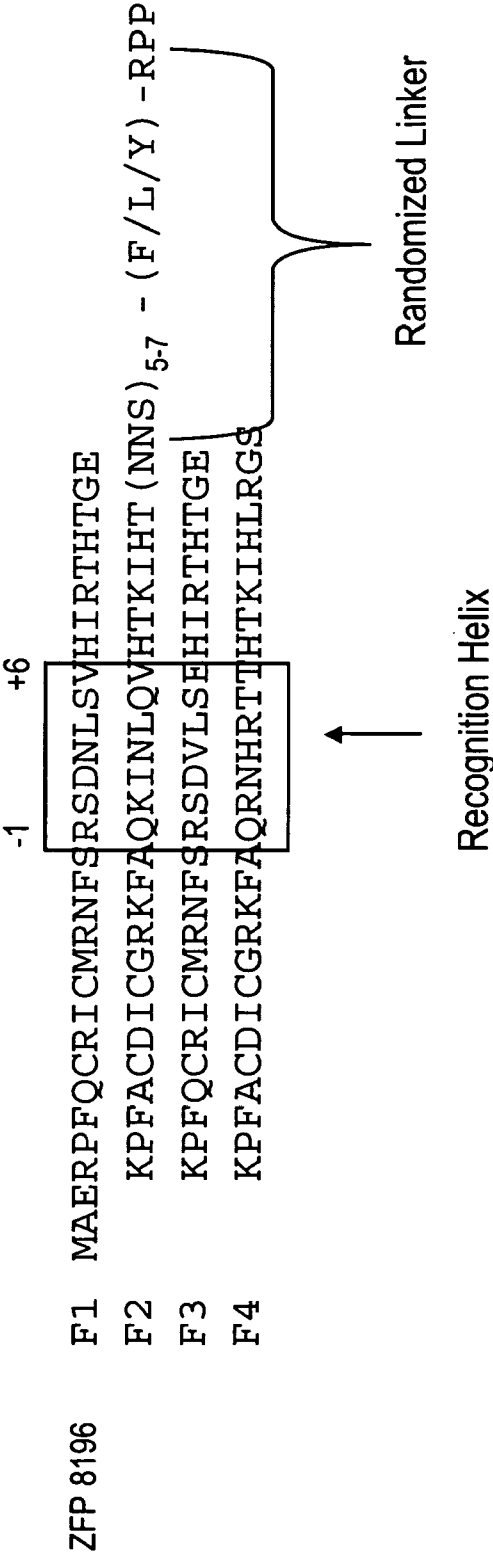 -1 +6
ZFP 8196 F1 MAERPFQCRICMRNFSRSDNLSVHIRTHTGE
F2 KPFACDICGRKFAQKINLQVHTKIHT(NNS)5-7 -(F/L/Y)-RPP
F3 KPFQCRICMRNFSRSDVLSEHIRTHTGE
F4 KPFACDICGRKFAQRNHRTTHTKIHLRGS
Randomized Linker
Recognition Helix